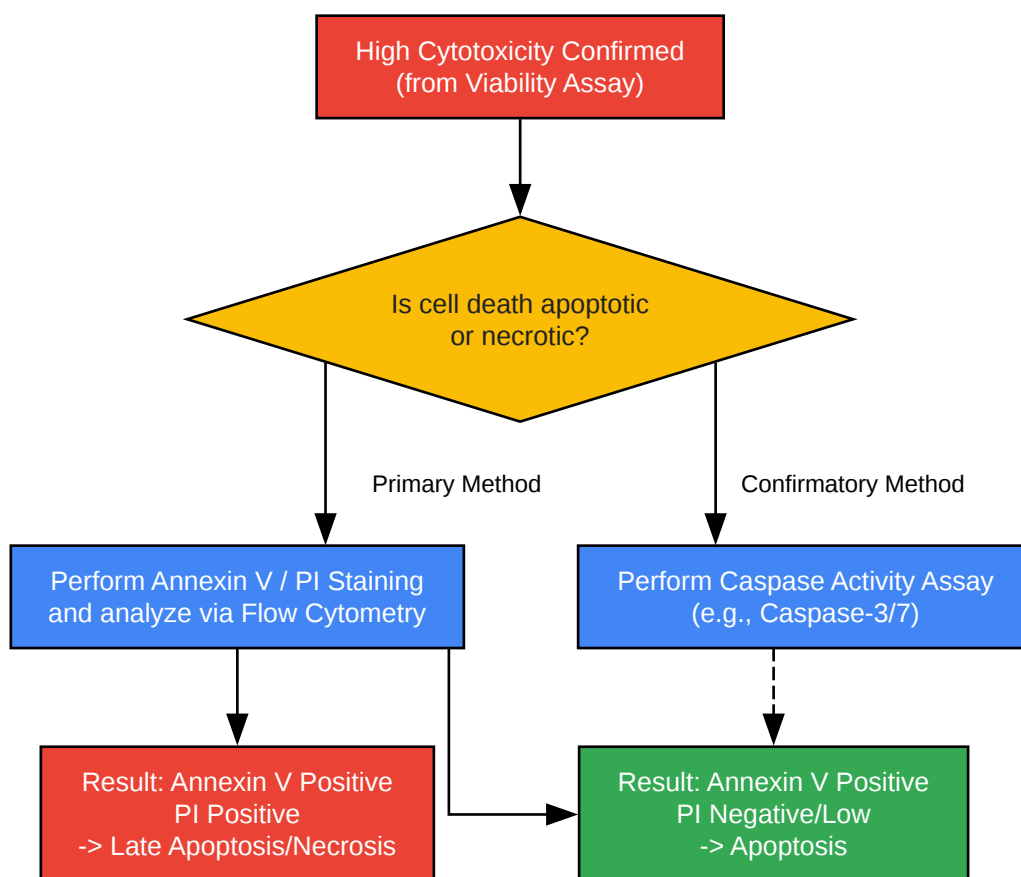 High Cytotoxicity Confirmed
(from Viability Assay)
Is cell death apoptotic
or necrotic?
Primary Method
Confirmatory Method
Perform Annexin V / PI Staining
and analyze via Flow Cytometry
Perform Caspase Activity Assay
(e.g., Caspase-3/7)
Result: Annexin V Positive
PI Positive
-> Late Apoptosis/Necrosis
Result: Annexin V Positive
PI Negative/Low
-> Apoptosis